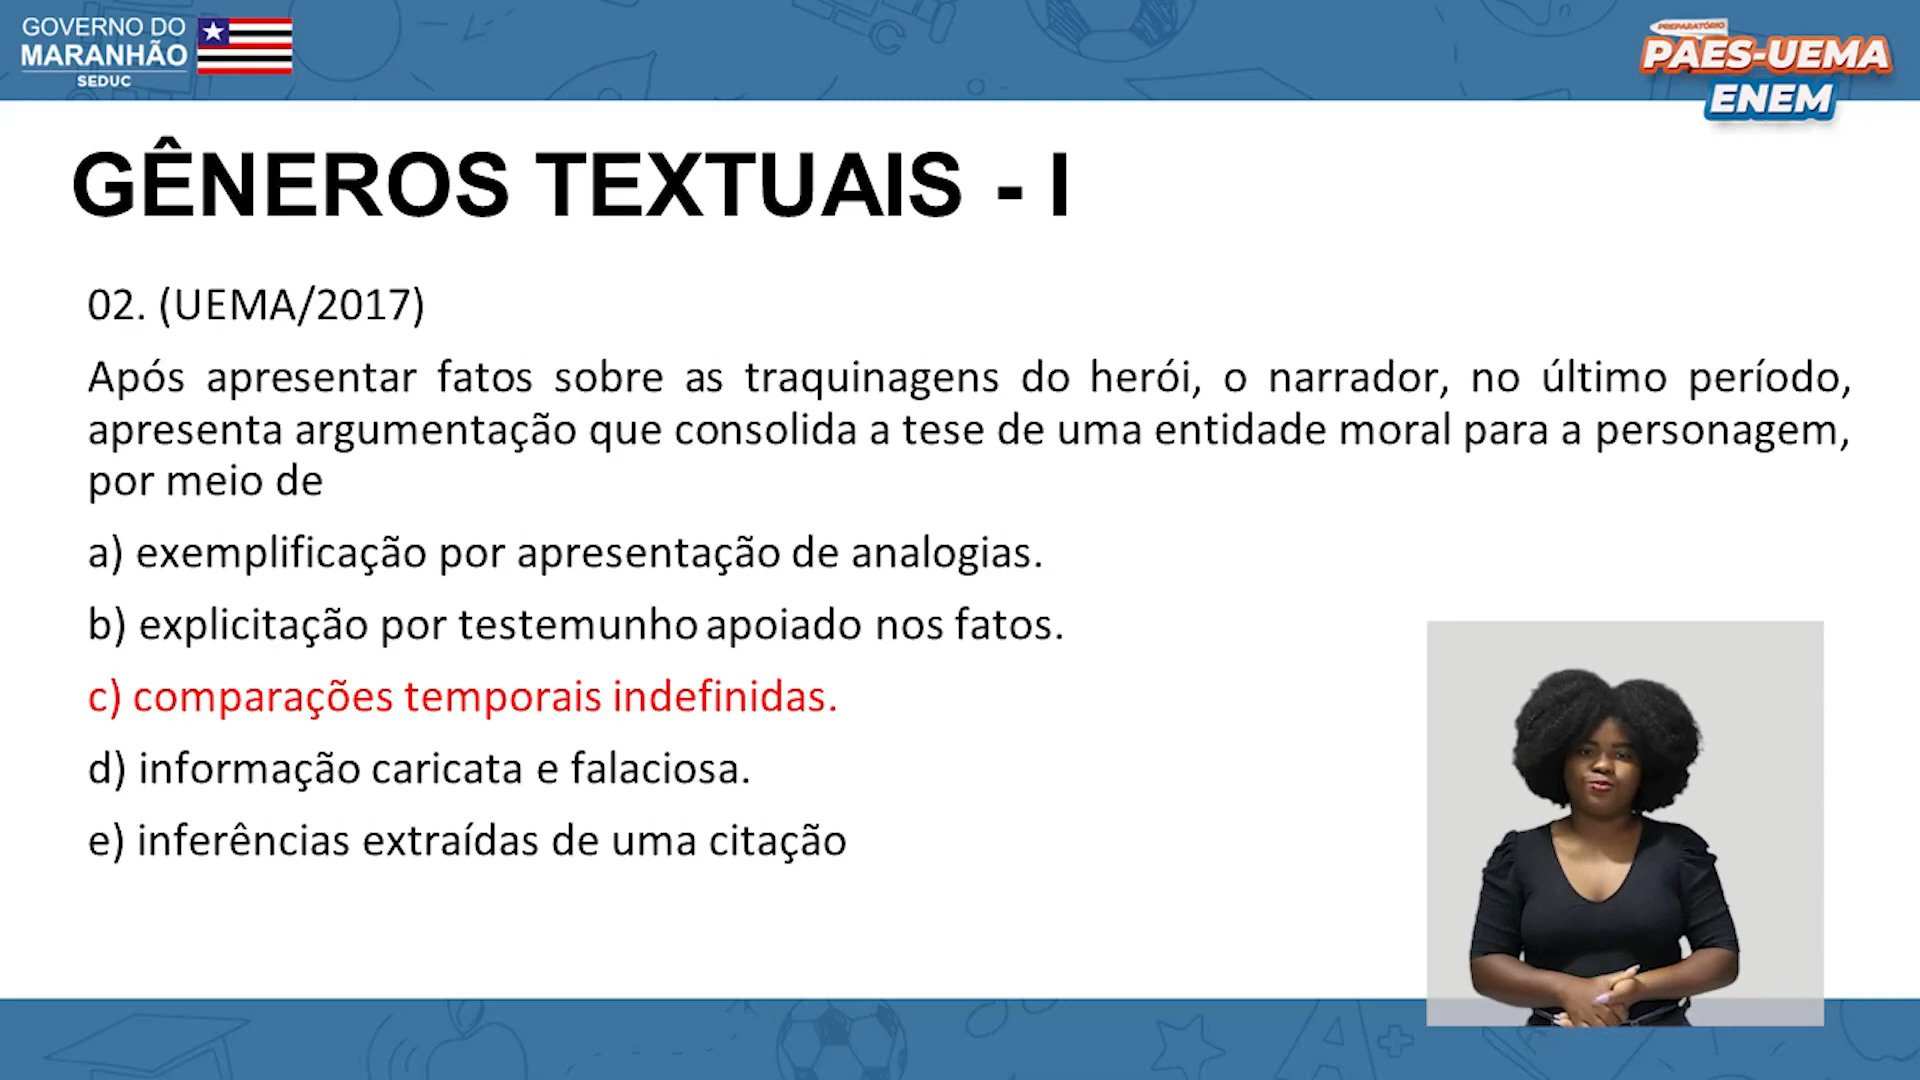 GOVERNO DO
MARANHÃO
SEDUC
PREPARATÓRIO
PAES-UEMA
ENEM
GÊNEROS TEXTUAIS - I
02. (UEMA/2017)
Após apresentar fatos sobre as traquinagens do herói, o narrador, no último período,
apresenta argumentação que consolida a tese de uma entidade moral para a personagem,
por meio de
a) exemplificação por apresentação de analogias.
b) explicitação por testemunho apoiado nos fatos.
c) comparações temporais indefinidas.
d) informação caricata e falaciosa.
e) inferências extraídas de uma citação